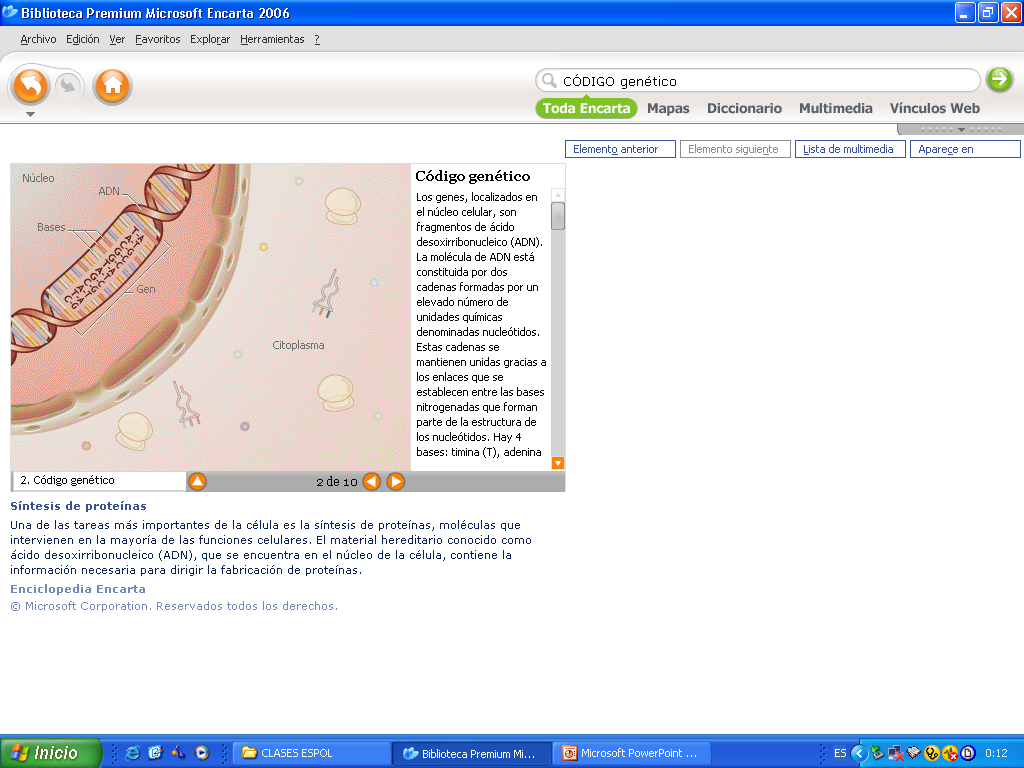 Biblioteca Premium Microsoft Encarta 2006
Archivo Edición Ver Favoritos Explorar Herramientas ?
CÓDIGO genético
Toda Encarta Mapas Diccionario Multimedia Vínculos Web
Elemento anterior Elemento siguiente Lista de multimedia Aparece en
Núcleo
ADN
Bases
Gen
Citoplasma
Código genético
Los genes, localizados en
el núcleo celular, son
fragmentos de ácido
desoxirribonucleico (ADN).
La molécula de ADN está
constituida por dos
cadenas formadas por un
elevado número de
unidades químicas
denominadas nucleótidos.
Estas cadenas se
mantienen unidas gracias a
los enlaces que se
establecen entre las bases
nitrogenadas que forman
parte de la estructura de
los nucleótidos. Hay 4
bases: timina (T), adenina
2. Código genético
2 de 10
Síntesis de proteínas
Una de las tareas más importantes de la célula es la síntesis de proteínas, moléculas que
intervienen en la mayoría de las funciones celulares. El material hereditario conocido como
ácido desoxirribonucleico (ADN), que se encuentra en el núcleo de la célula, contiene la
información necesaria para dirigir la fabricación de proteínas.
Enciclopedia Encarta
© Microsoft Corporation. Reservados todos los derechos.
Inicio
CLASES ESPOL
Biblioteca Premium Mi...
Microsoft PowerPoint ...
ES
0:12